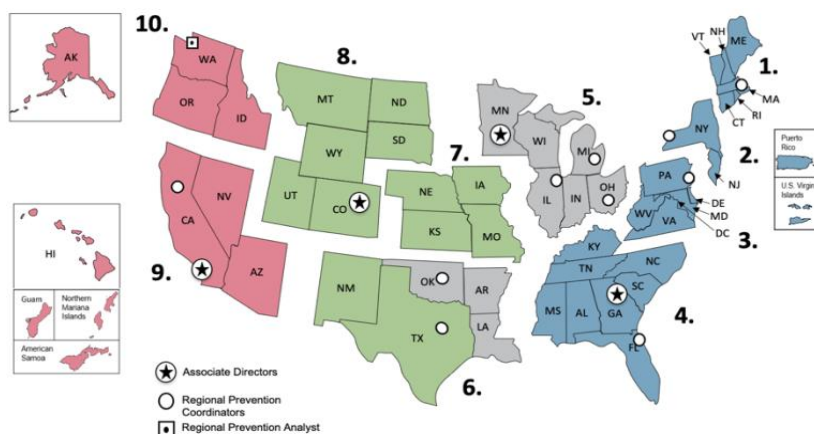 AK
HI
Guam
Northern
Mariana
Islands
American
Samoa
10.
WA
OR
ID
CA
NV
AZ
9.
8.
MT
ND
SD
WY
UT
CO
7.
NE
IA
KS
MO
NM
OK
TX
AR
LA
6.
5.
MN
WI
MI
IL
IN
OH
VT
NH
ME
1.
MA
RI
CT
NY
2.
NJ
PA
DE
MD
DC
WV
VA
3.
KY
TN
NC
SC
MS
AL
GA
FL
4.
Puerto
Rico
U.S. Virgin
Islands
Associate Directors
Regional Prevention
Coordinators
Regional Prevention Analyst